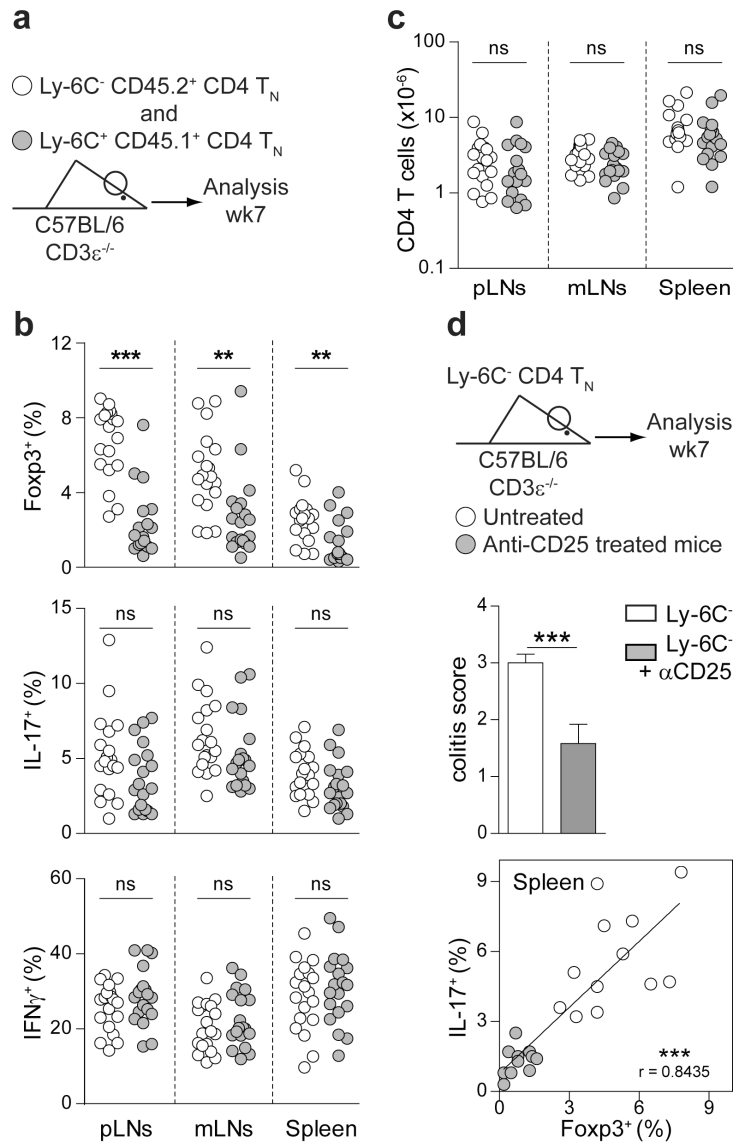 a
Ly-6C- CD45.2+ CD4 TN
and
Ly-6C+ CD45.1+ CD4 TN
C57BL/6
CD3ε-/-
Analysis
wk7
c
CD4 T cells (x10-6)
100
10
1
0.1
ns
ns
ns
pLNs
mLNs
Spleen
b
Foxp3+ (%)
12
8
4
0
***
**
**
IL-17+ (%)
15
10
5
0
ns
ns
ns
IFNγ+ (%)
60
40
20
0
ns
ns
ns
pLNs
mLNs
Spleen
d
Ly-6C- CD4 TN
C57BL/6
CD3ε-/-
Analysis
wk7
Untreated
Anti-CD25 treated mice
colitis score
4
3
2
1
0
***
Ly-6C-
Ly-6C-
+ αCD25
Spleen
IL-17+ (%)
9
6
3
0
***
r = 0.8435
0
3
6
9
Foxp3+ (%)